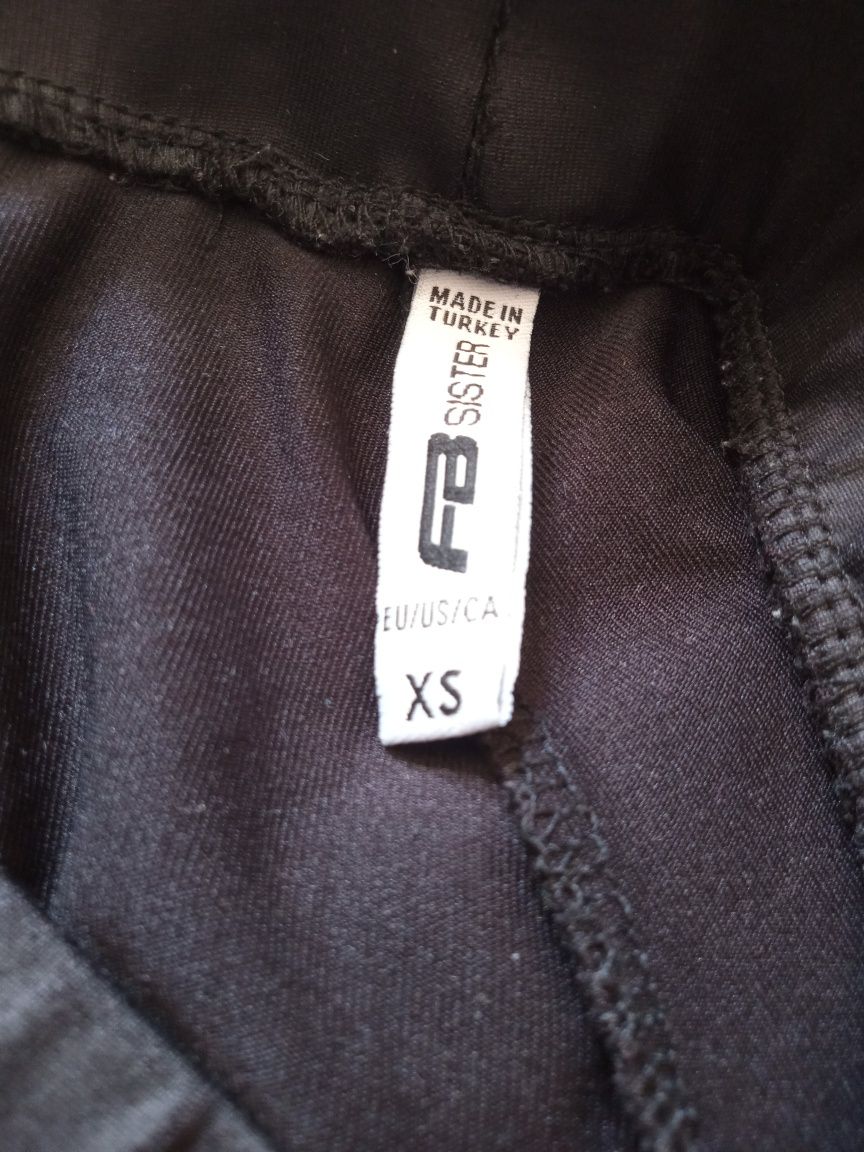 MADE IN
TURKEY
FB SISTER
EU/US/CA
XS